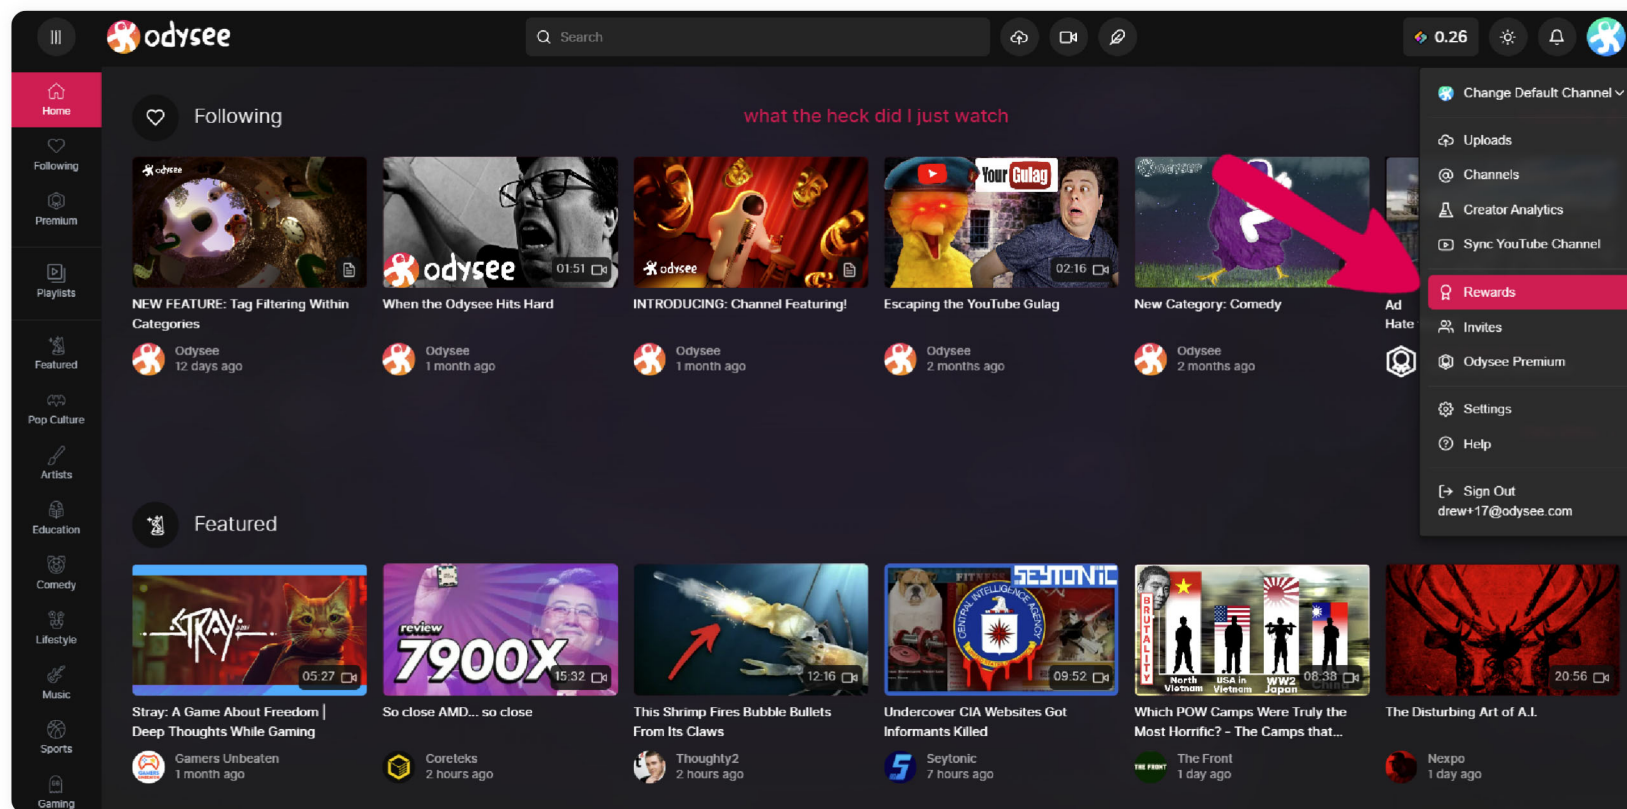 odysee
Search
0.26
Home
Following
Premium
Playlists
Featured
Pop Culture
Artists
Education
Comedy
Lifestyle
Music
Sports
Gaming
Change Default Channel
Uploads
Channels
Creator Analytics
Sync YouTube Channel
Rewards
Invites
Odysee Premium
Settings
Help
Sign Out
drew+17@odysee.com
Following
what the heck did I just watch
odysee
NEW FEATURE: Tag Filtering Within
Categories
Odysee
12 days ago
odysee
01:51
When the Odysee Hits Hard
Odysee
1 month ago
odysee
INTRODUCING: Channel Featuring!
Odysee
1 month ago
Your Gulag
02:16
Escaping the YouTube Gulag
Odysee
2 months ago
New Category: Comedy
Odysee
2 months ago
Ad
Hate
Featured
STRAY
05:27
Stray: A Game About Freedom |
Deep Thoughts While Gaming
Gamers Unbeaten
1 month ago
review
7900X
15:32
So close AMD... so close
Coreteks
2 hours ago
12:16
This Shrimp Fires Bubble Bullets
From Its Claws
Thoughty2
2 hours ago
FITNESS
SEYTONIC
CENTRAL INTELLIGENCE AGENCY
09:52
Undercover CIA Websites Got
Informants Killed
Seytonic
7 hours ago
BRUTALITY
North
Vietnam
USA in
Vietnam
WW2
Japan
China
08:38
Which POW Camps Were Truly the
Most Horrific? - The Camps that...
THE FRONT
The Front
1 day ago
20:56
The Disturbing Art of A.I.
Nexpo
1 day ago